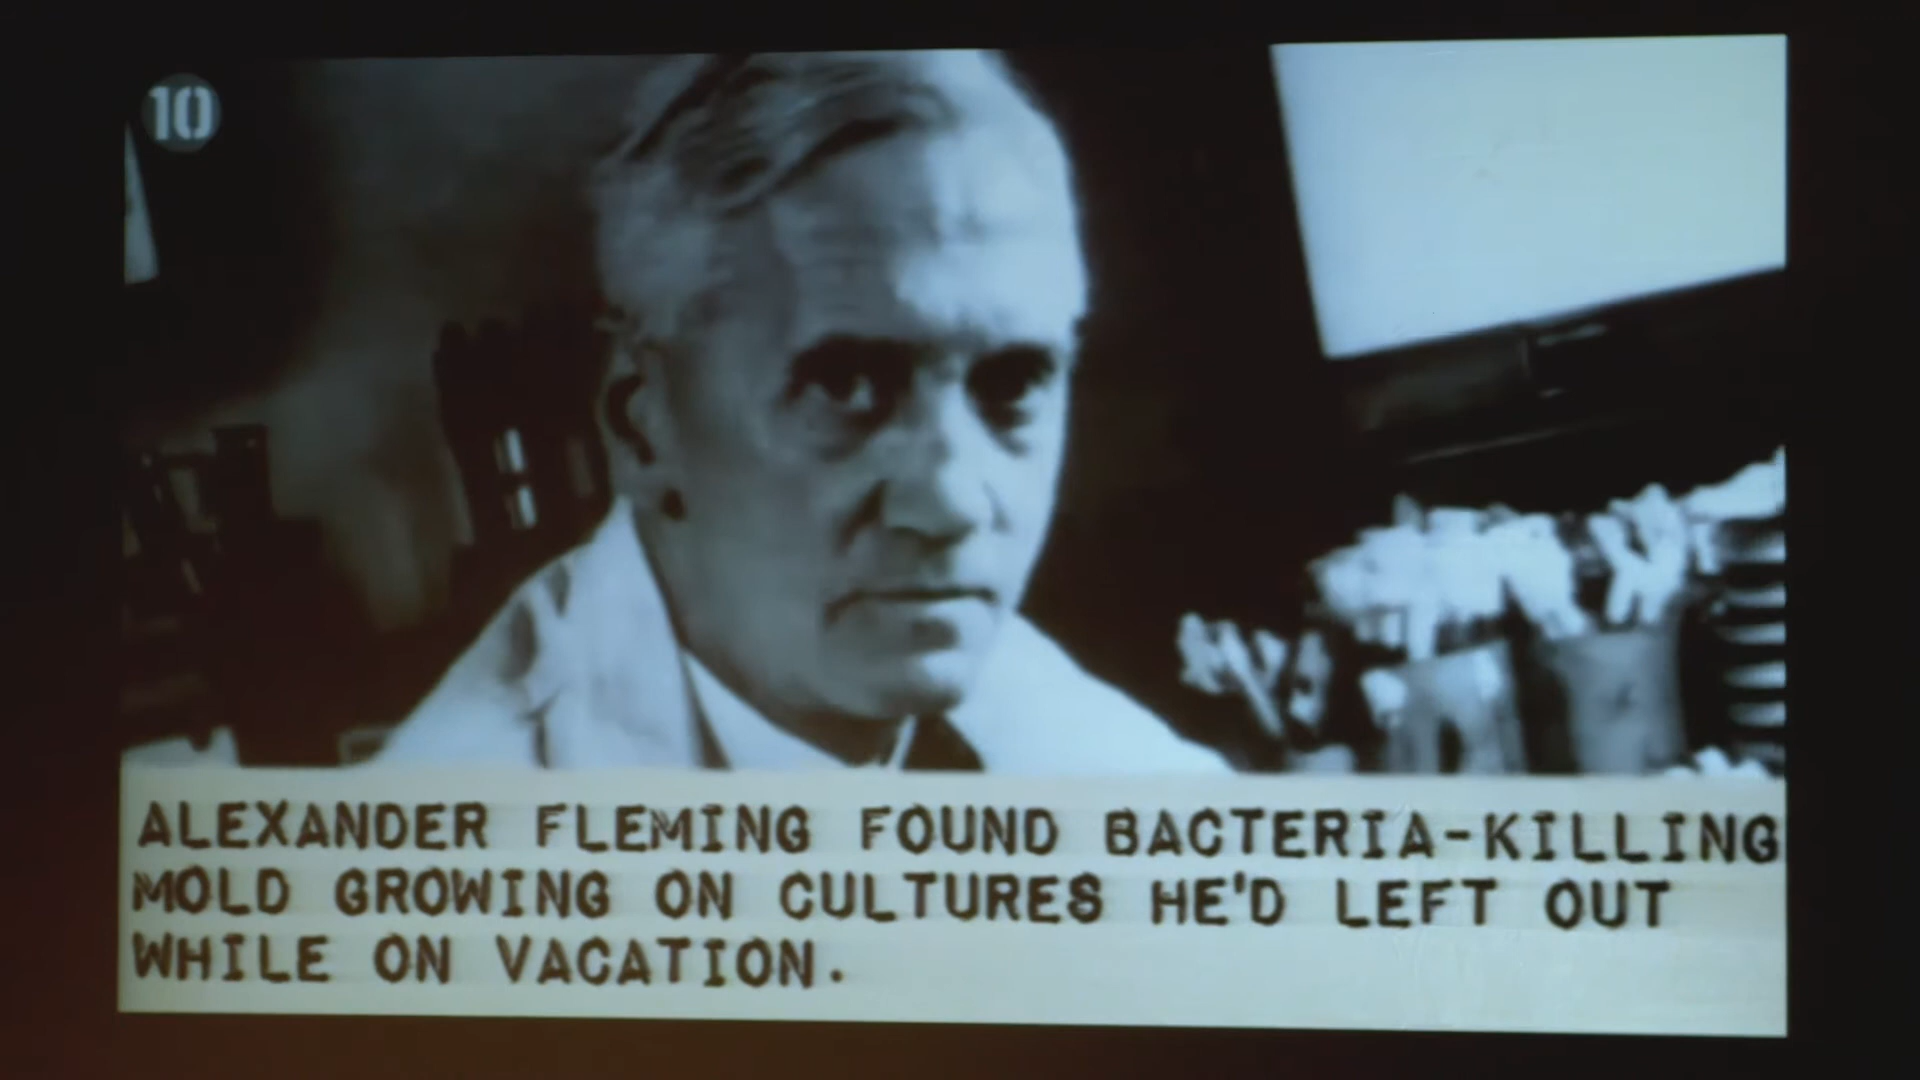 10
ALEXANDER FLEMING FOUND BACTERIA-KILLING
MOLD GROWING ON CULTURES HE'D LEFT OUT
WHILE ON VACATION.